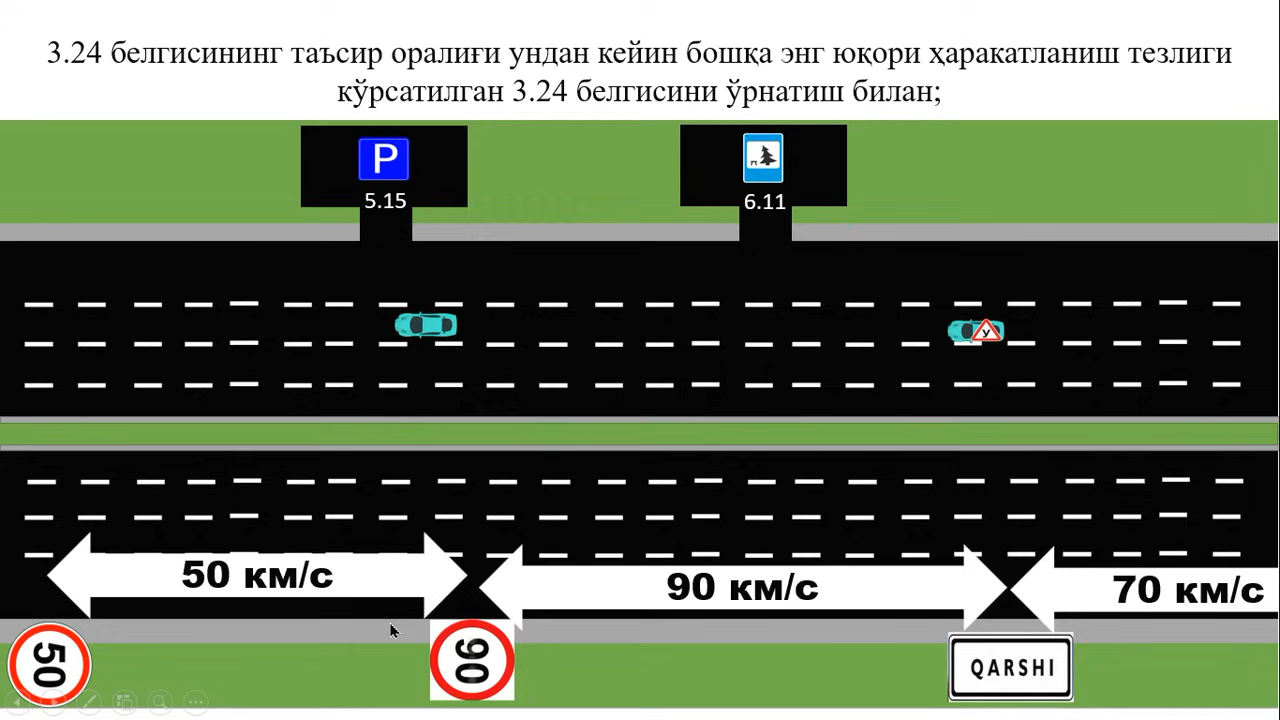 3.24 белгисининг таъсир оралиғи ундан кейин бошқа энг юқори ҳаракатланиш тезлиги
кўрсатилган 3.24 белгисини ўрнатиш билан;
P
5.15
6.11
У
50 км/с
90 км/с
70 км/с
50
90
QARSHI